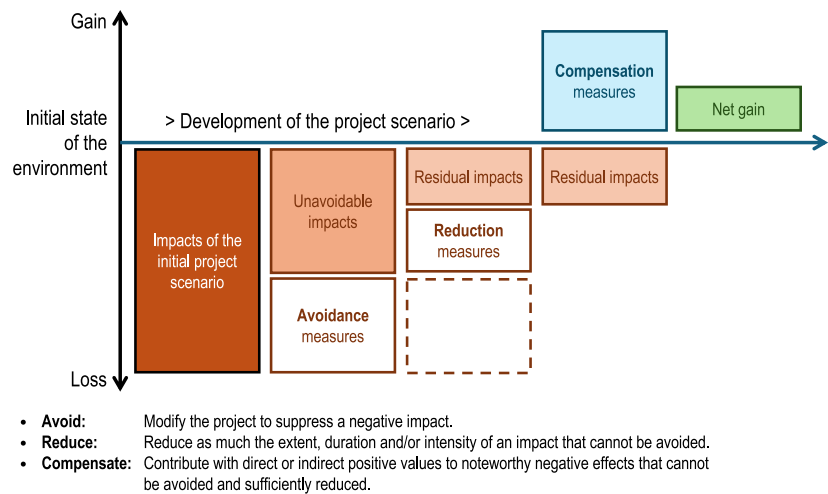 Gain
Initial state
of the
environment
> Development of the project scenario >
Compensation
measures
Net gain
Impacts of the
initial project
scenario
Unavoidable
impacts
Avoidance
measures
Residual impacts
Reduction
measures
Residual impacts
Loss
• Avoid: Modify the project to suppress a negative impact.
• Reduce: Reduce as much the extent, duration and/or intensity of an impact that cannot be avoided.
• Compensate: Contribute with direct or indirect positive values to noteworthy negative effects that cannot
be avoided and sufficiently reduced.